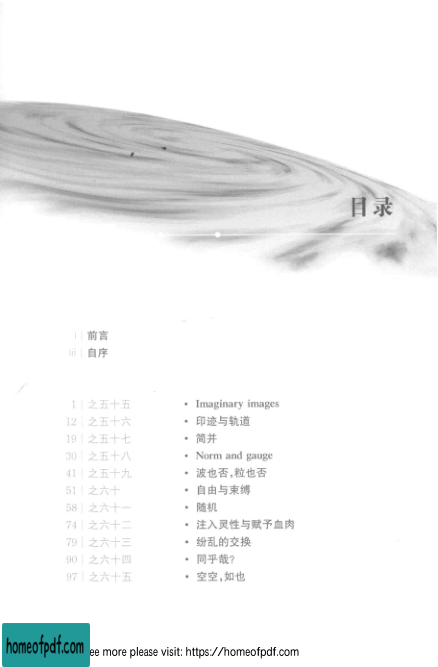 目录
i 前言
iii 自序
1 之五十五 • Imaginary images
12 之五十六 • 印迹与轨道
19 之五十七 • 简并
30 之五十八 • Norm and gauge
41 之五十九 • 波也否,粒也否
51 之六十 • 自由与束缚
58 之六十一 • 随机
74 之六十二 • 注入灵性与赋予血肉
79 之六十三 • 纷乱的交换
90 之六十四 • 同乎哉?
97 之六十五 • 空空,如也
homeofpdf.com
ee more please visit: https://homeofpdf.com